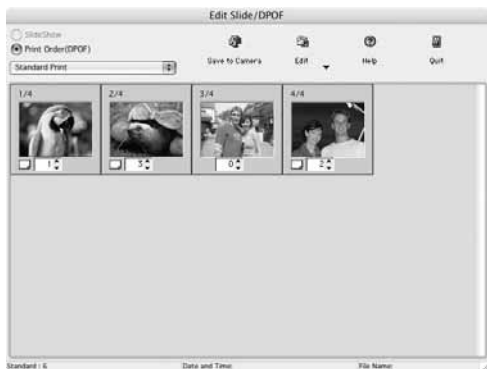 Edit Slide/DPOF
SlideShow
Print Order(DPOF)
Standard Print
Save to Camera
Edit
Help
Quit
1/4
2/4
3/4
4/4
1
3
0
2
Standard : 6
Date and Time:
File Name: